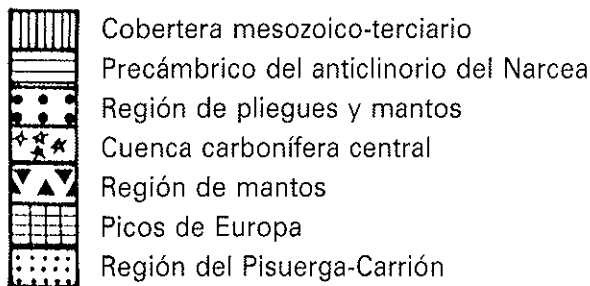 Cobertera mesozoico-terciario
Precámbrico del anticlinorio del Narcea
Región de pliegues y mantos
Cuenca carbonífera central
Región de mantos
Picos de Europa
Región del Pisuerga-Carrión